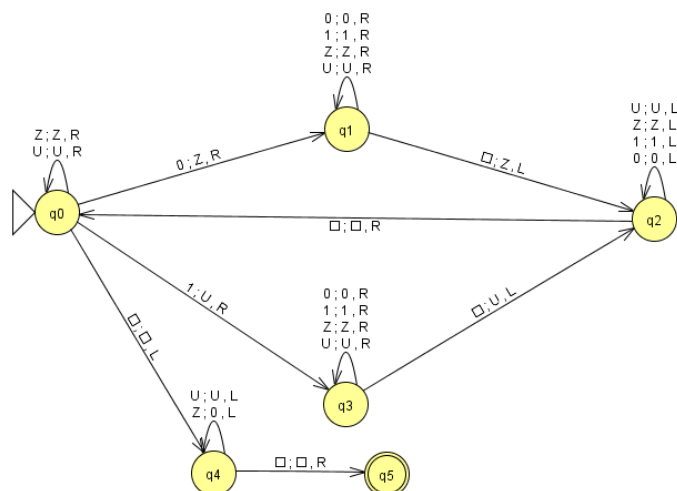 0;0,R
1;1,R
Z;Z,R
U;U,R
q1
Z;Z,R
U;U,R
q0
0;Z,R
□;Z,L
U;U,L
Z;Z,L
1;1,L
0;0,L
q2
□;□,R
1;U,R
0;0,R
1;1,R
Z;Z,R
U;U,R
q3
□;U,L
□;□,L
U;U,L
Z;0,L
q4
□;□,R
q5